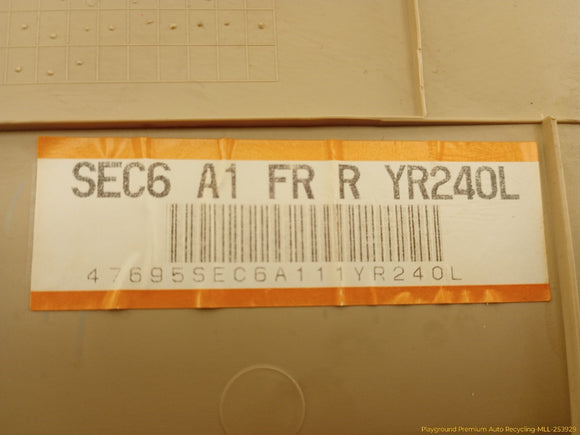 SEC6 A1 FR R YR240L
47695SEC6A111YR240L
Playground Premium Auto Recycling-MLL-253929